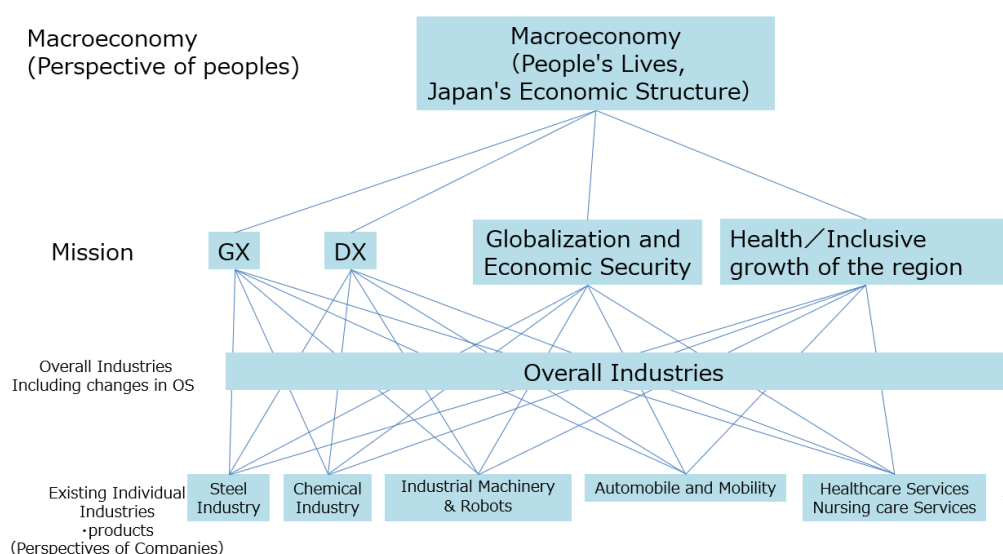 Macroeconomy
(Perspective of peoples)
Macroeconomy
（People's Lives,
Japan's Economic Structure）
Mission
GX
DX
Globalization and
Economic Security
Health／Inclusive
growth of the region
Overall Industries
Including changes in OS
Overall Industries
Existing Individual
Industries
・products
(Perspectives of Companies)
Steel
Industry
Chemical
Industry
Industrial Machinery
& Robots
Automobile and Mobility
Healthcare Services
Nursing care Services